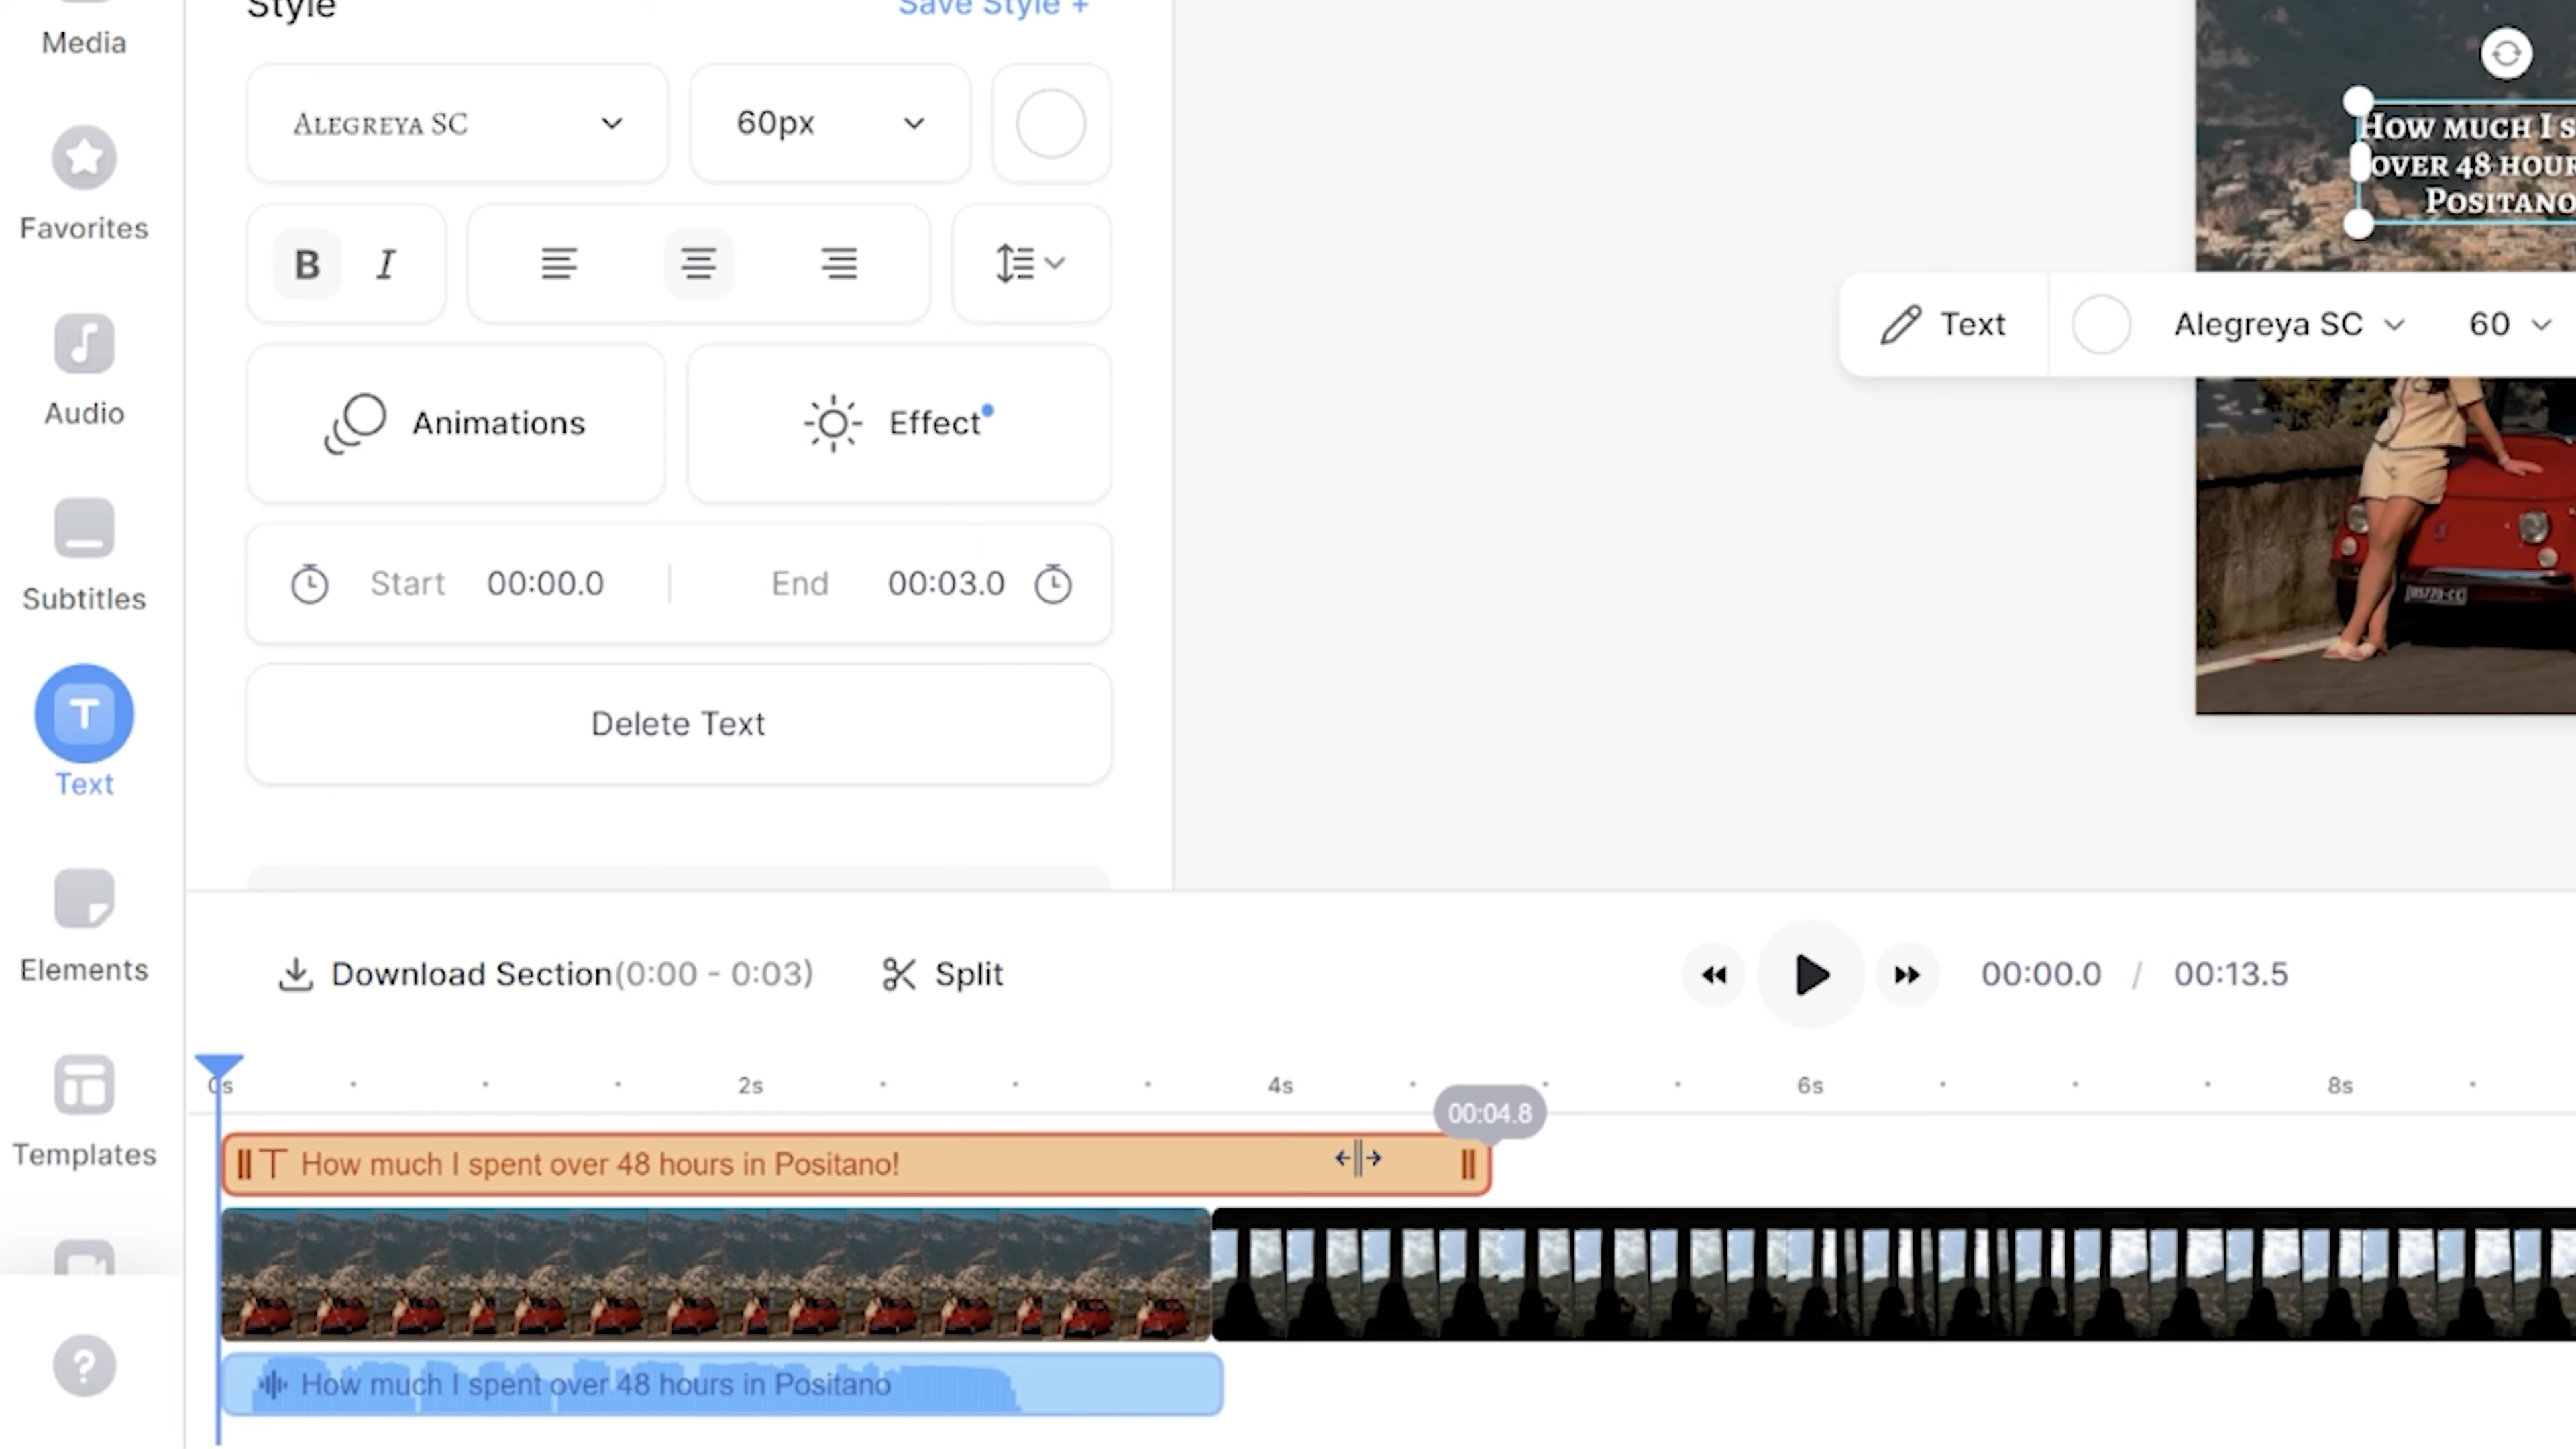 Media
Favorites
Audio
Subtitles
Text
Elements
Templates
Style
Save Style +
Alegreya SC
60px
B I
Animations
Effect
Start 00:00.0
End 00:03.0
Delete Text
How much I s
over 48 hour
Positano
Text
Alegreya SC
60
Download Section(0:00 - 0:03)
Split
00:00.0 / 00:13.5
0s 2s 4s 6s 8s
00:04.8
T How much I spent over 48 hours in Positano!
How much I spent over 48 hours in Positano
?